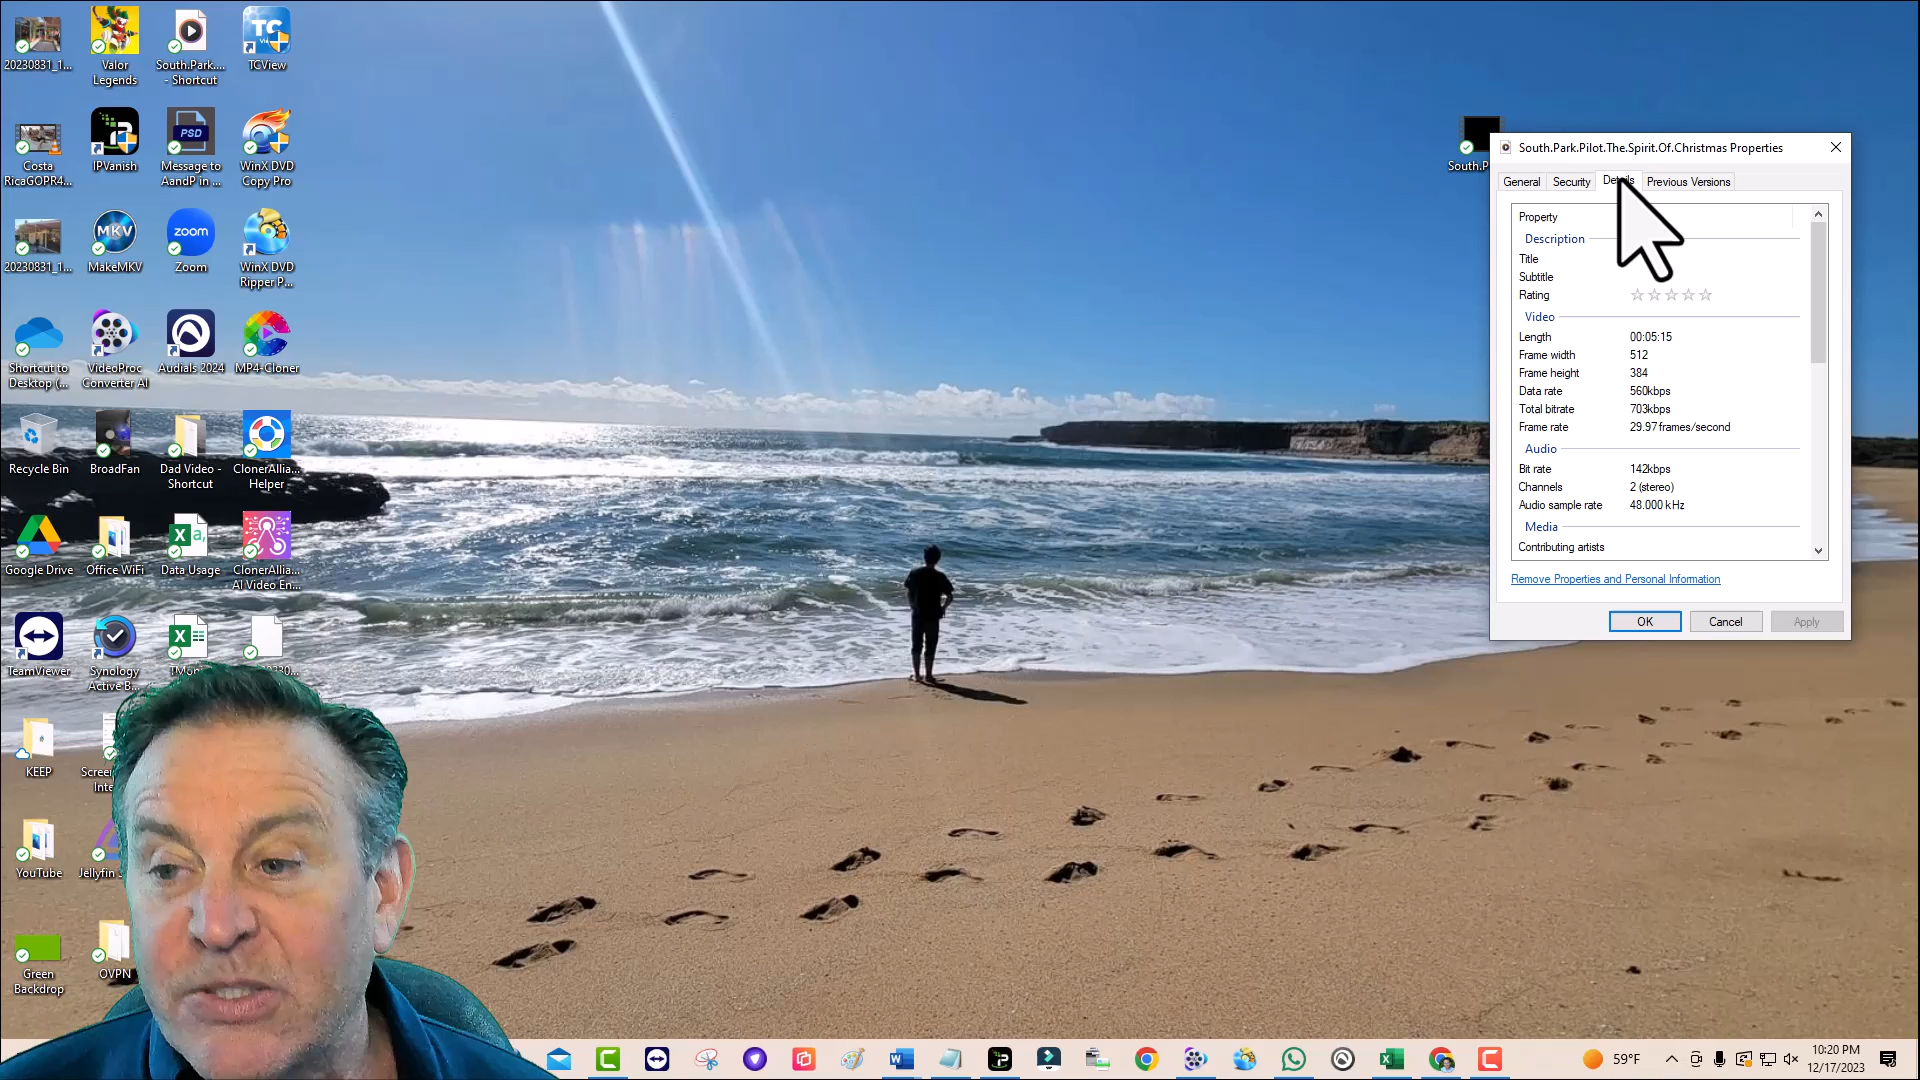 20230831_1...
Valor
Legends
South.Park....
- Shortcut
TC
TCView
Costa
RicaGOPR4...
IPVanish
PSD
Message to
AandP in ...
WinX DVD
Copy Pro
20230831_1...
MKV
MakeMKV
zoom
Zoom
WinX DVD
Ripper P...
Shortcut to
Desktop (...
VideoProc
Converter AI
Audials 2024
MP4-Cloner
Recycle Bin
BroadFan
Dad Video -
Shortcut
ClonerAllia...
Helper
Google Drive
Office WiFi
Data Usage
ClonerAllia...
AI Video En...
TeamViewer
Synology
Active B...
KEEP
YouTube
Green
Backdrop
OVPN
South.Park.Pilot.The.Spirit.Of.Christmas Properties
General
Security
Details
Previous Versions
Property
Description
Title
Subtitle
Rating
Video
Length 00:05:15
Frame width 512
Frame height 384
Data rate 560kbps
Total bitrate 703kbps
Frame rate 29.97 frames/second
Audio
Bit rate 142kbps
Channels 2 (stereo)
Audio sample rate 48.000 kHz
Media
Contributing artists
Remove Properties and Personal Information
OK
Cancel
Apply
59°F
10:20 PM
12/17/2023